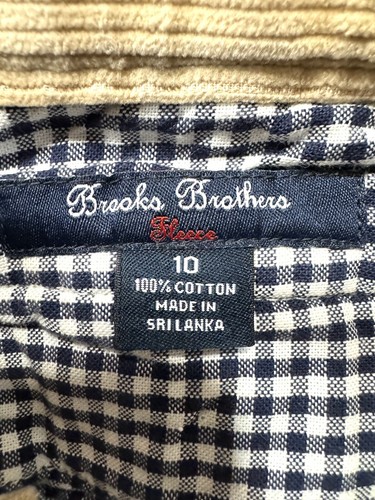 Brooks Brothers
Fleece
10
100% COTTON
MADE IN
SRI LANKA